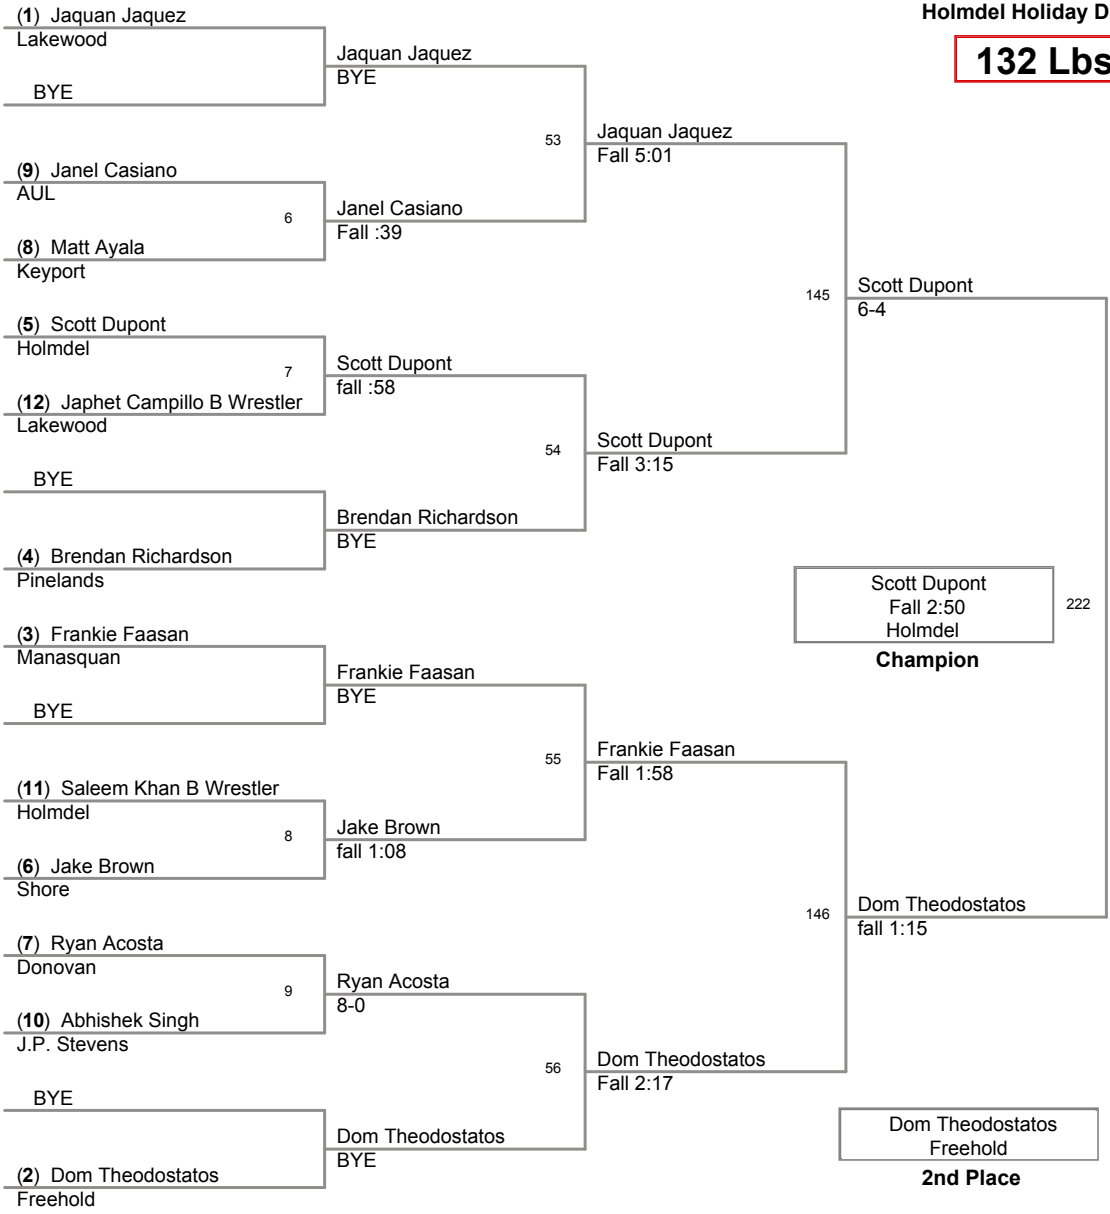 Holmdel Holiday D
132 Lbs
(1) Jaquan Jaquez
Lakewood
BYE
(9) Janel Casiano
AUL
6
(8) Matt Ayala
Keyport
(5) Scott Dupont
Holmdel
7
(12) Japhet Campillo B Wrestler
Lakewood
BYE
(4) Brendan Richardson
Pinelands
(3) Frankie Faasan
Manasquan
BYE
(11) Saleem Khan B Wrestler
Holmdel
8
(6) Jake Brown
Shore
(7) Ryan Acosta
Donovan
9
(10) Abhishek Singh
J.P. Stevens
BYE
(2) Dom Theodostatos
Freehold
Jaquan Jaquez
BYE
53
Janel Casiano
Fall :39
Scott Dupont
fall :58
54
Brendan Richardson
BYE
Frankie Faasan
BYE
55
Jake Brown
fall 1:08
Ryan Acosta
8-0
56
Dom Theodostatos
BYE
Jaquan Jaquez
Fall 5:01
145
Scott Dupont
Fall 3:15
Frankie Faasan
Fall 1:58
146
Dom Theodostatos
Fall 2:17
Scott Dupont
6-4
Dom Theodostatos
fall 1:15
222
Scott Dupont
Fall 2:50
Holmdel
Champion
Dom Theodostatos
Freehold
2nd Place